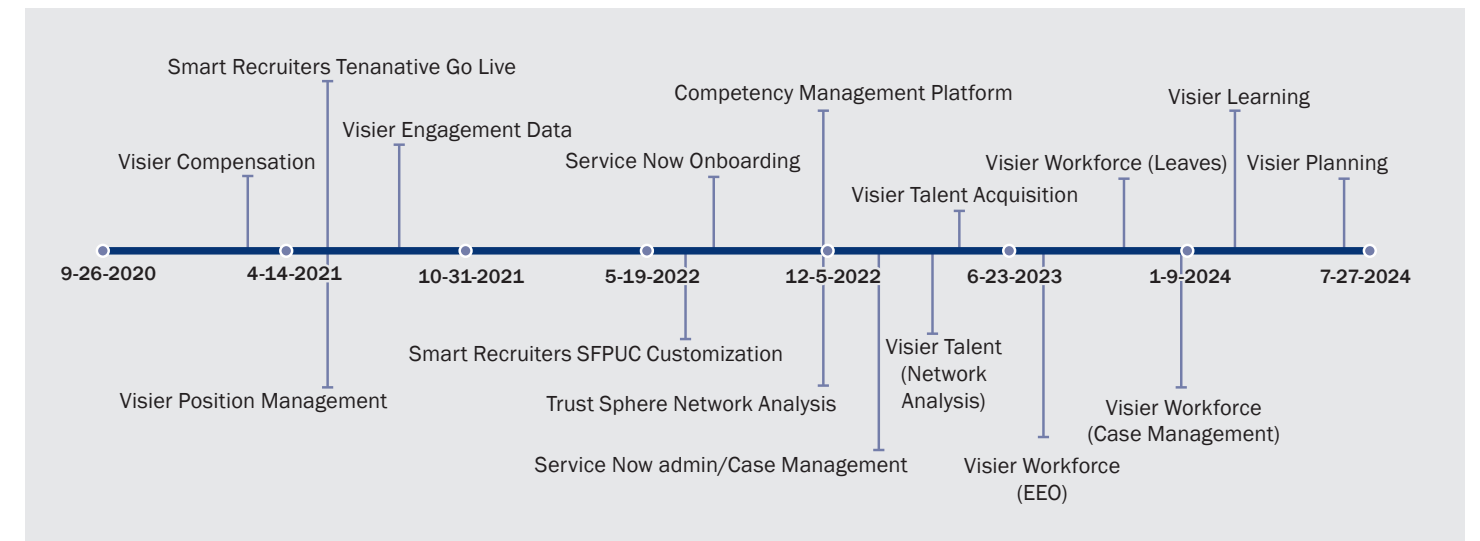 Smart Recruiters Tenanative Go Live
Competency Management Platform
Visier Learning
Visier Engagement Data
Visier Compensation
Service Now Onboarding
Visier Workforce (Leaves)
Visier Planning
Visier Talent Acquisition
9-26-2020
4-14-2021
10-31-2021
5-19-2022
12-5-2022
6-23-2023
1-9-2024
7-27-2024
Smart Recruiters SFPUC Customization
Visier Talent
(Network
Analysis)
Visier Position Management
Trust Sphere Network Analysis
Visier Workforce
(Case Management)
Service Now admin/Case Management
Visier Workforce
(EEO)